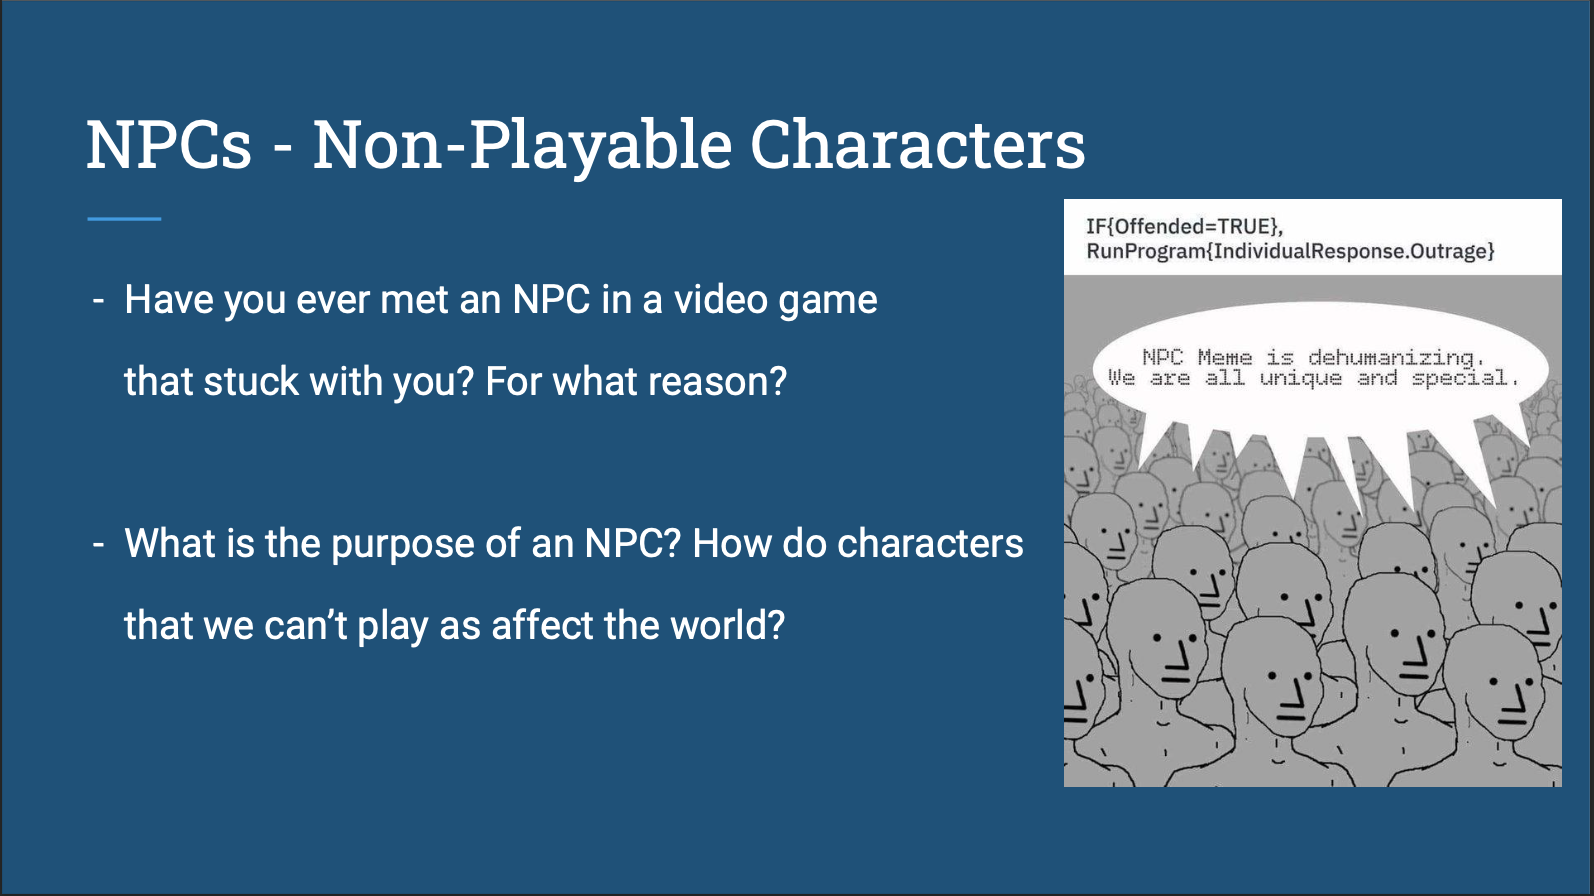 NPCs - Non-Playable Characters
- Have you ever met an NPC in a video game
that stuck with you? For what reason?
- What is the purpose of an NPC? How do characters
that we can’t play as affect the world?
IF{Offended=TRUE},
RunProgram{IndividualResponse.Outrage}
NPC Meme is dehumanizing.
We are all unique and special.